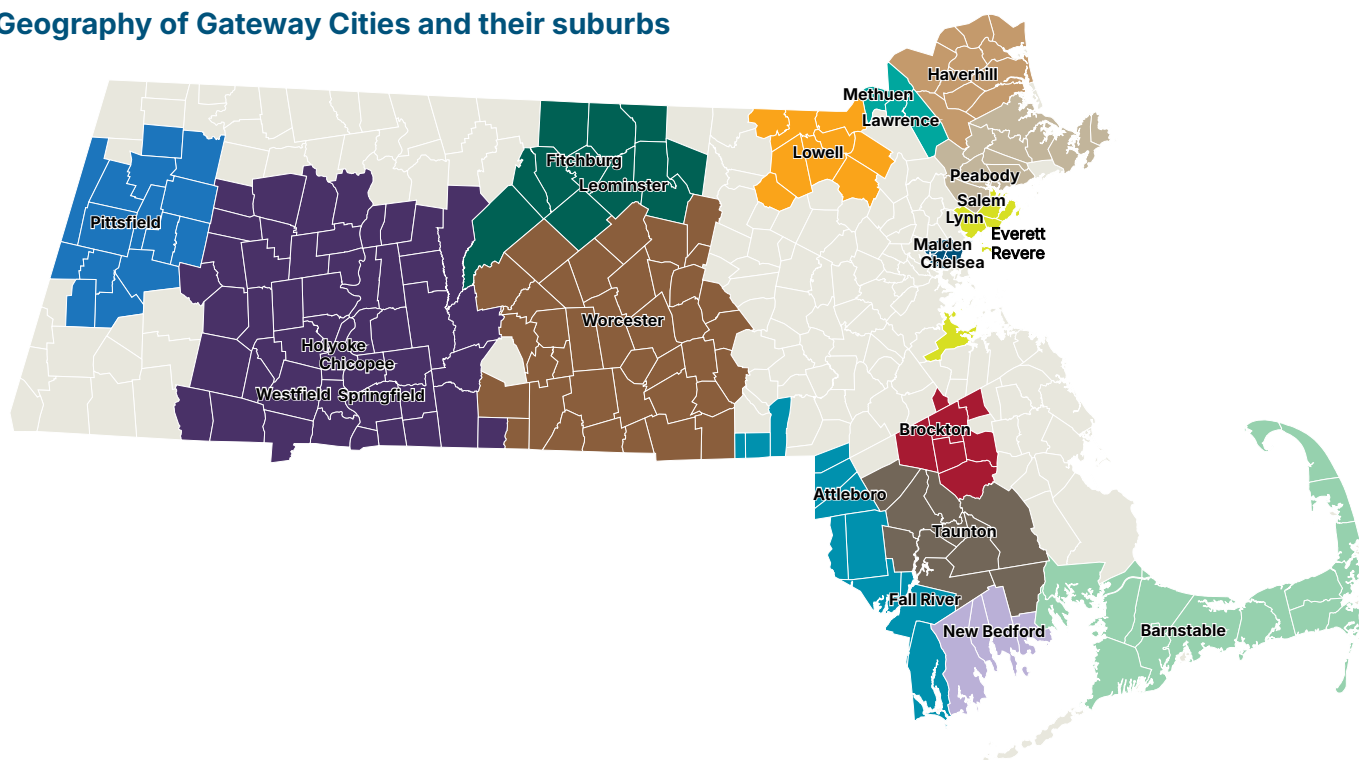 Geography of Gateway Cities and their suburbs
Haverhill
Methuen
Lawrence
Lowell
Fitchburg
Leominster
Peabody
Salem
Lynn
Pittsfield
Everett
Malden
Revere
Chelsea
Worcester
Holyoke
Chicopee
Westfield
Springfield
Brockton
Attleboro
Taunton
Fall River
New Bedford
Barnstable